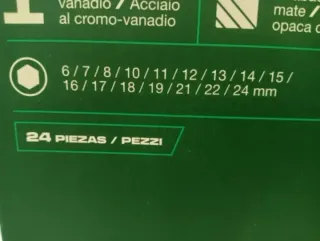 vanadio / Acciaio
al cromo-vanadio
mate /
opaca
6 / 7 / 8 / 10 / 11 / 12 / 13 / 14 / 15 /
16 / 17 / 18 / 19 / 21 / 22 / 24 mm
24 PIEZAS / PEZZI